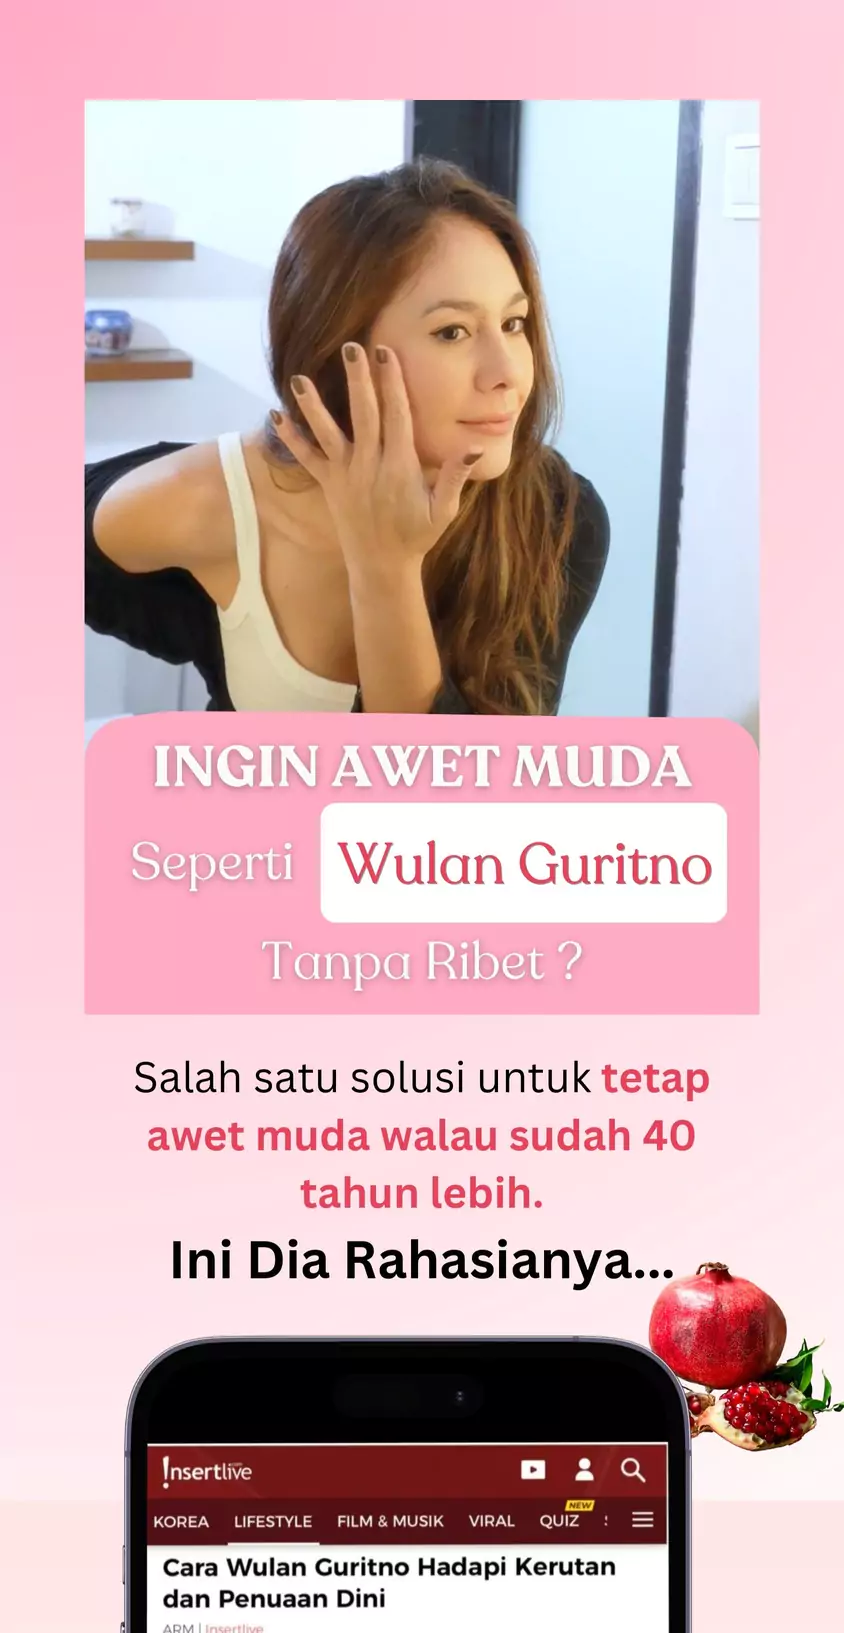 INGIN AWET MUDA
Seperti Wulan Guritno
Tanpa Ribet ?
Salah satu solusi untuk tetap
awet muda walau sudah 40
tahun lebih.
Ini Dia Rahasianya...
Insertlive
KOREA LIFESTYLE FILM & MUSIK VIRAL QUIZ NEW
Cara Wulan Guritno Hadapi Kerutan
dan Penuaan Dini
ARM | Insertlive